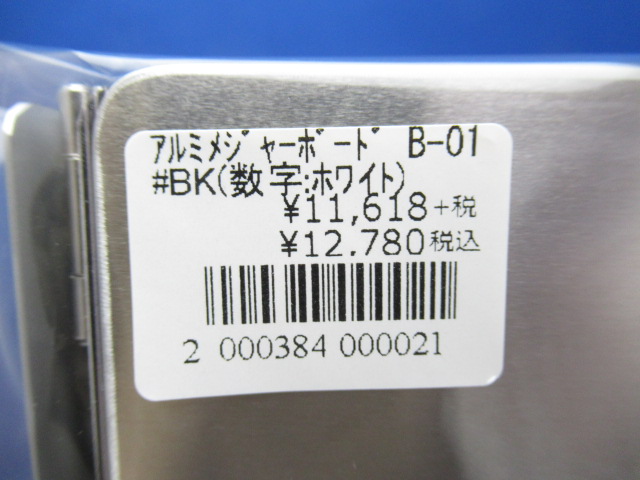 ｱﾙﾐﾒｼﾞｬｰﾎﾞｰﾄﾞ B-01
#BK(数字:ﾎﾜｲﾄ)
¥11,618+税
¥12,780税込
2 000384 000021